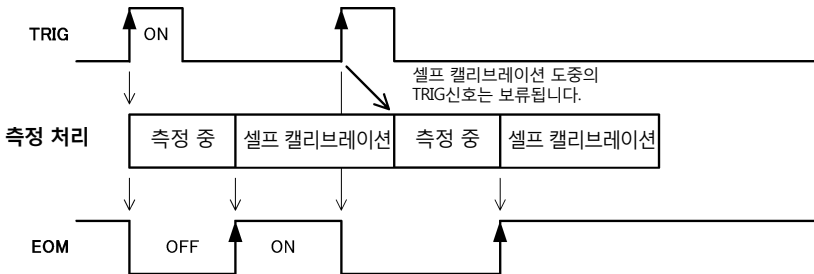 TRIG
ON
셀프 캘리브레이션 도중의
TRIG신호는 보류됩니다.
측정 처리
측정 중
셀프 캘리브레이션
측정 중
셀프 캘리브레이션
EOM
OFF
ON